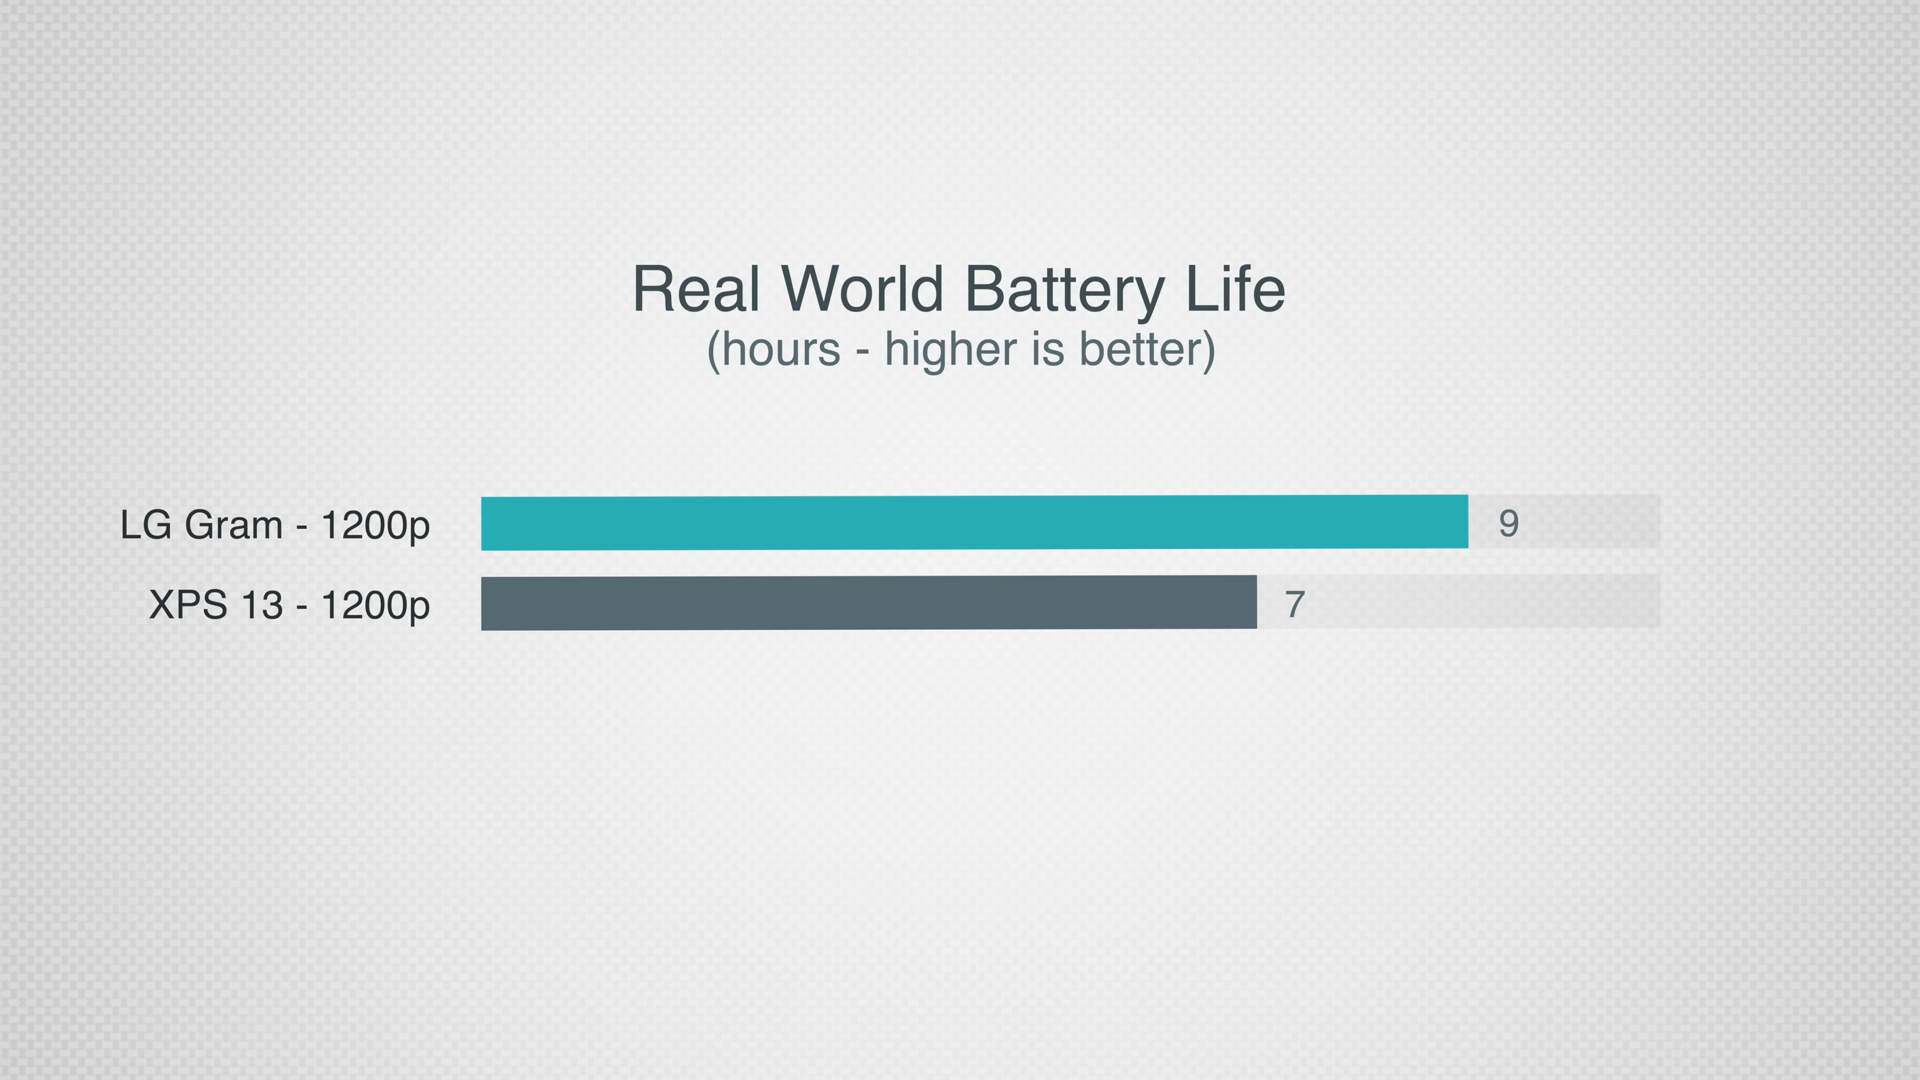 Real World Battery Life
(hours - higher is better)
LG Gram - 1200p 9
XPS 13 - 1200p 7